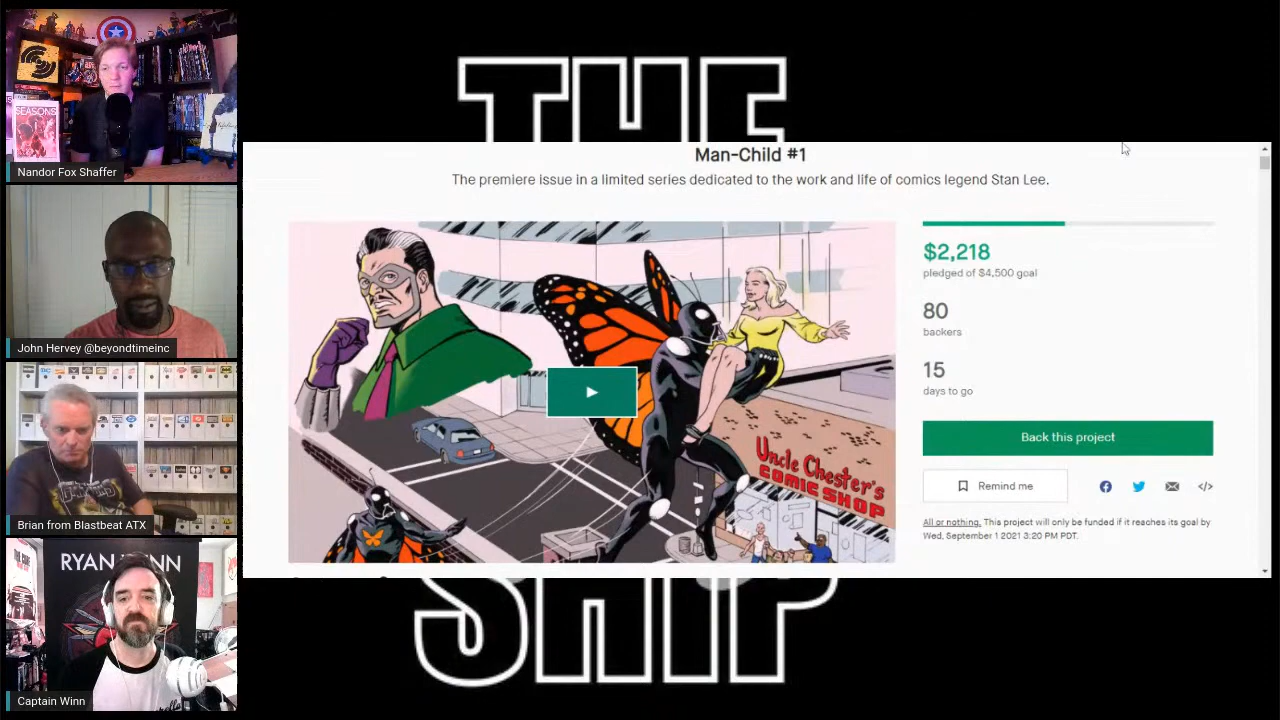 THE
Man-Child #1
The premiere issue in a limited series dedicated to the work and life of comics legend Stan Lee.
$2,218
pledged of $4,500 goal
80
backers
15
days to go
Back this project
Remind me
All or nothing. This project will only be funded if it reaches its goal by
Wed, September 1 2021 3:20 PM PDT.
Uncle Chester's
COMIC SHOP
SHIP
SEASONS
Nandor Fox Shaffer
John Hervey @beyondtimeinc
Brian from Blastbeat ATX
RYAN
Captain Winn